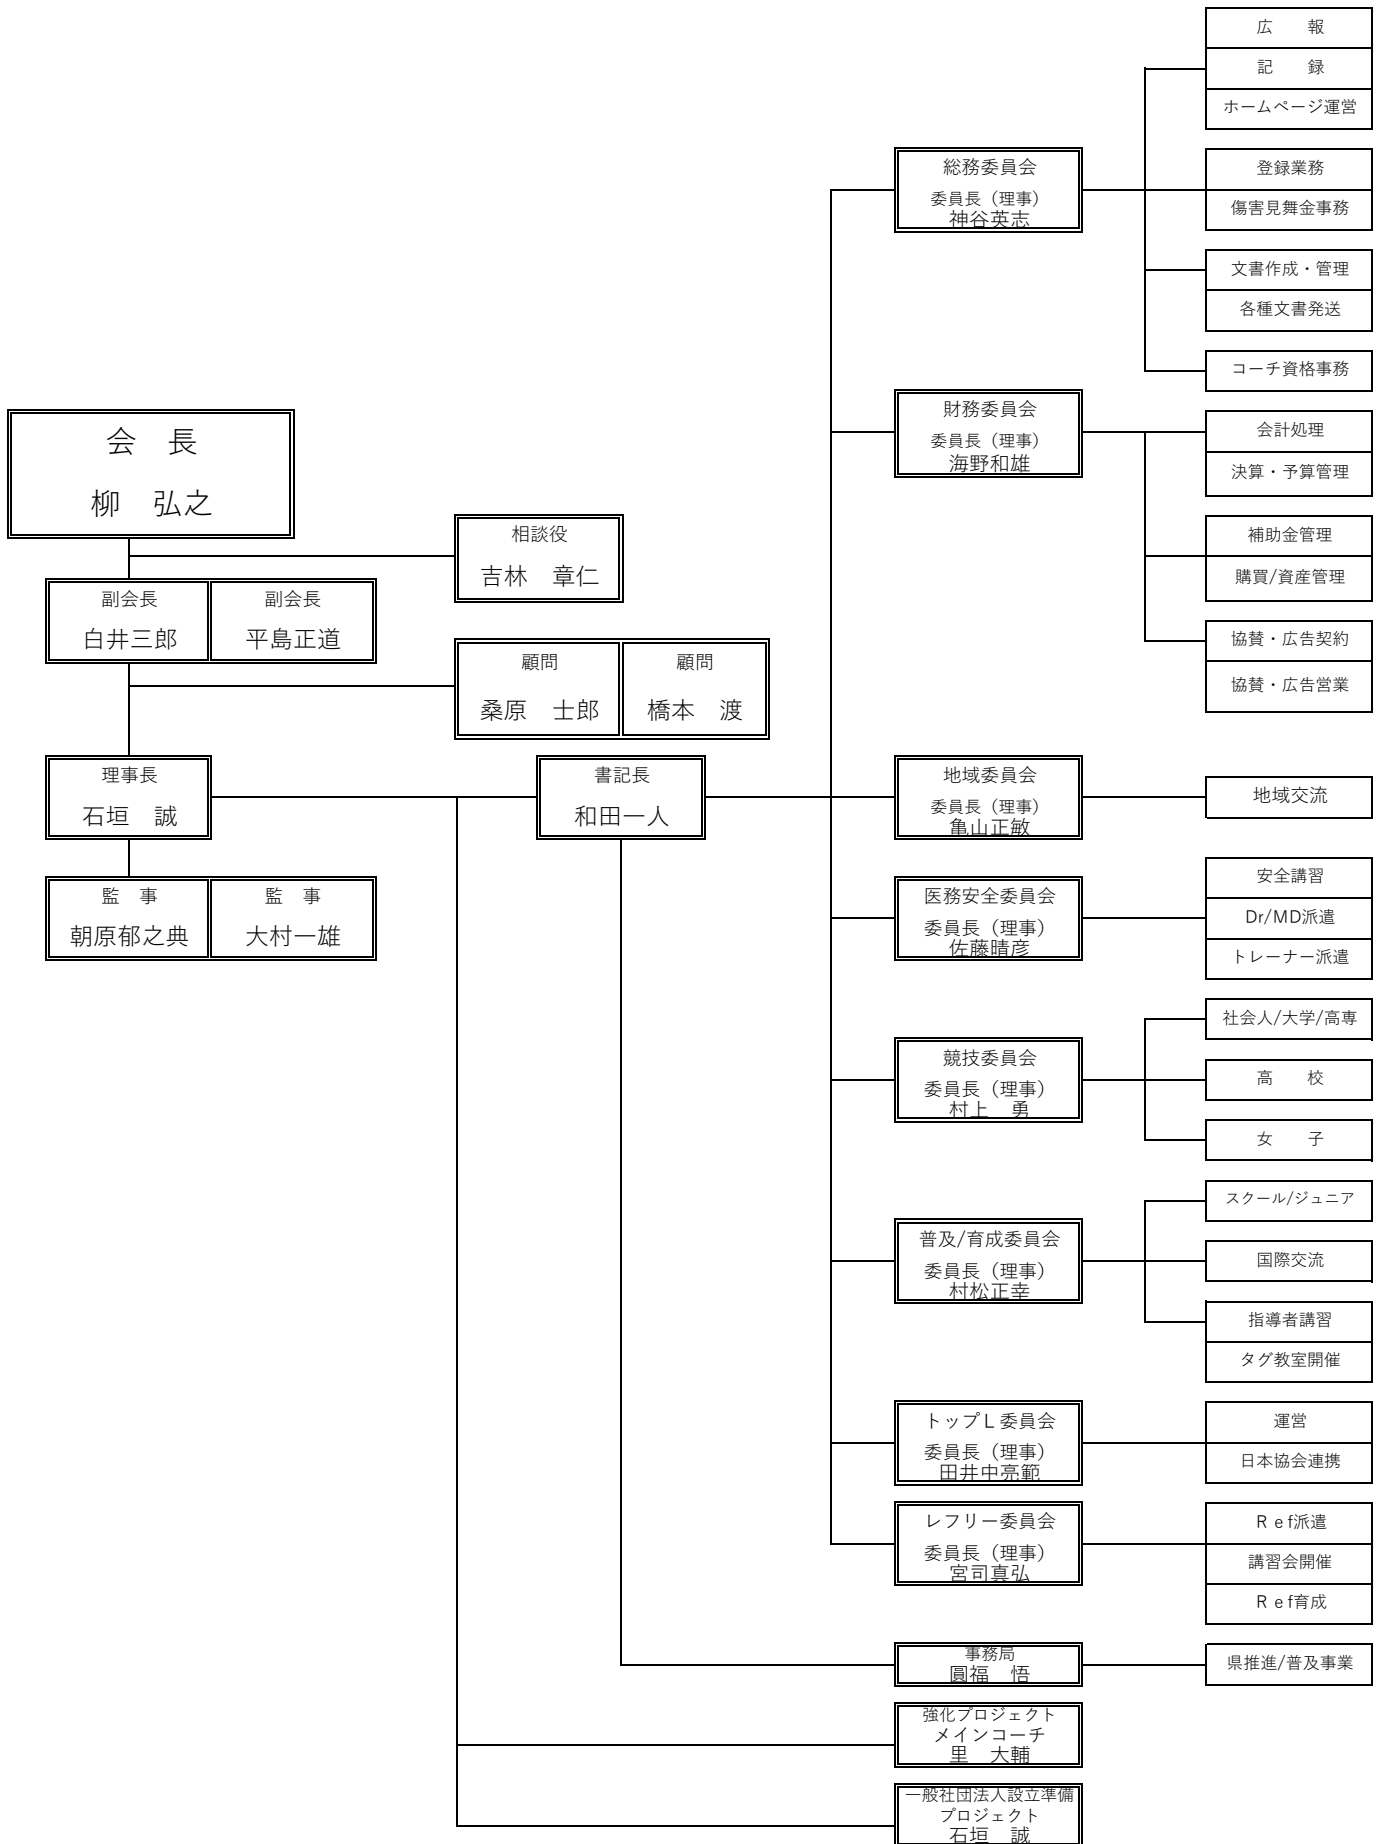 会　長
柳　弘之
相談役
吉林　章仁
副会長
白井三郎
副会長
平島正道
顧問
桑原　士郎
顧問
橋本　渡
理事長
石垣　誠
書記長
和田一人
監　事
朝原郁之典
監　事
大村一雄
総務委員会
委員長（理事）
神谷英志
広　　報
記　　録
ホームページ運営
登録業務
傷害見舞金事務
文書作成・管理
各種文書発送
コーチ資格事務
財務委員会
委員長（理事）
海野和雄
会計処理
決算・予算管理
補助金管理
購買/資産管理
協賛・広告契約
協賛・広告営業
地域委員会
委員長（理事）
亀山正敏
地域交流
医務安全委員会
委員長（理事）
佐藤晴彦
安全講習
Dr/MD派遣
トレーナー派遣
競技委員会
委員長（理事）
村上　勇
社会人/大学/高専
高　　校
女　　子
普及/育成委員会
委員長（理事）
村松正幸
スクール/ジュニア
国際交流
指導者講習
タグ教室開催
トップＬ委員会
委員長（理事）
田井中亮範
運営
日本協会連携
レフリー委員会
委員長（理事）
宮司真弘
Ｒｅf派遣
講習会開催
Ｒｅf育成
事務局
圓福　悟
県推進/普及事業
強化プロジェクト
メインコーチ
里　大輔
一般社団法人設立準備
プロジェクト
石垣　誠